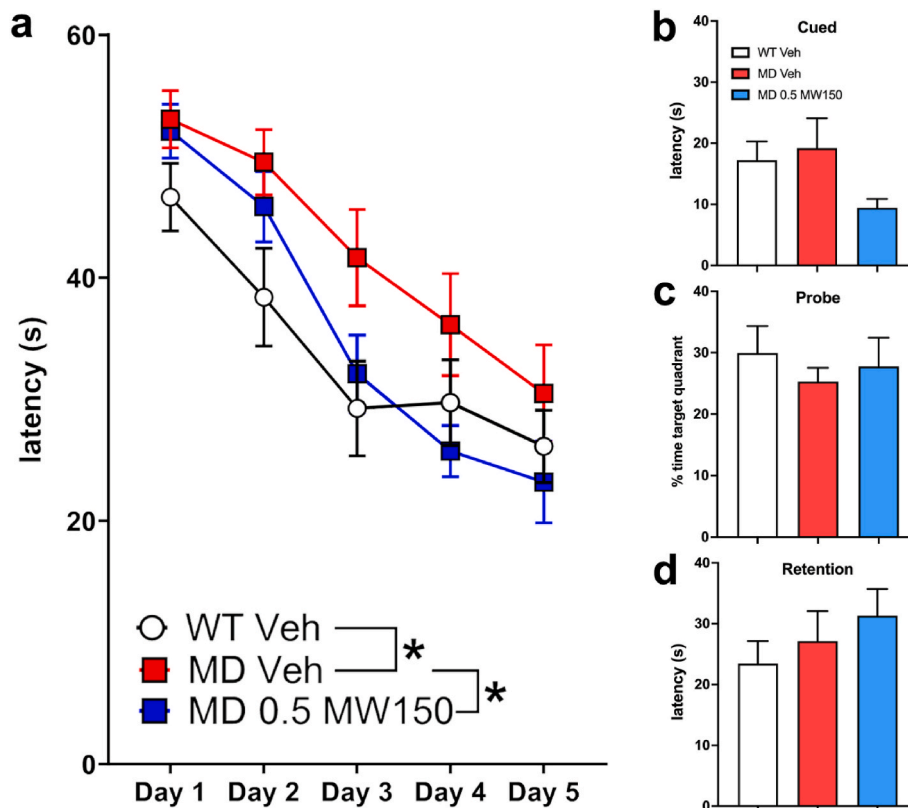 a
60
40
20
0
latency (s)
WT Veh
MD Veh
MD 0.5 MW150
*
*
Day 1 Day 2 Day 3 Day 4 Day 5
b
Cued
40
30
20
10
0
latency (s)
WT Veh
MD Veh
MD 0.5 MW150
c
Probe
40
30
20
10
0
% time target quadrant
d
Retention
40
30
20
10
0
latency (s)